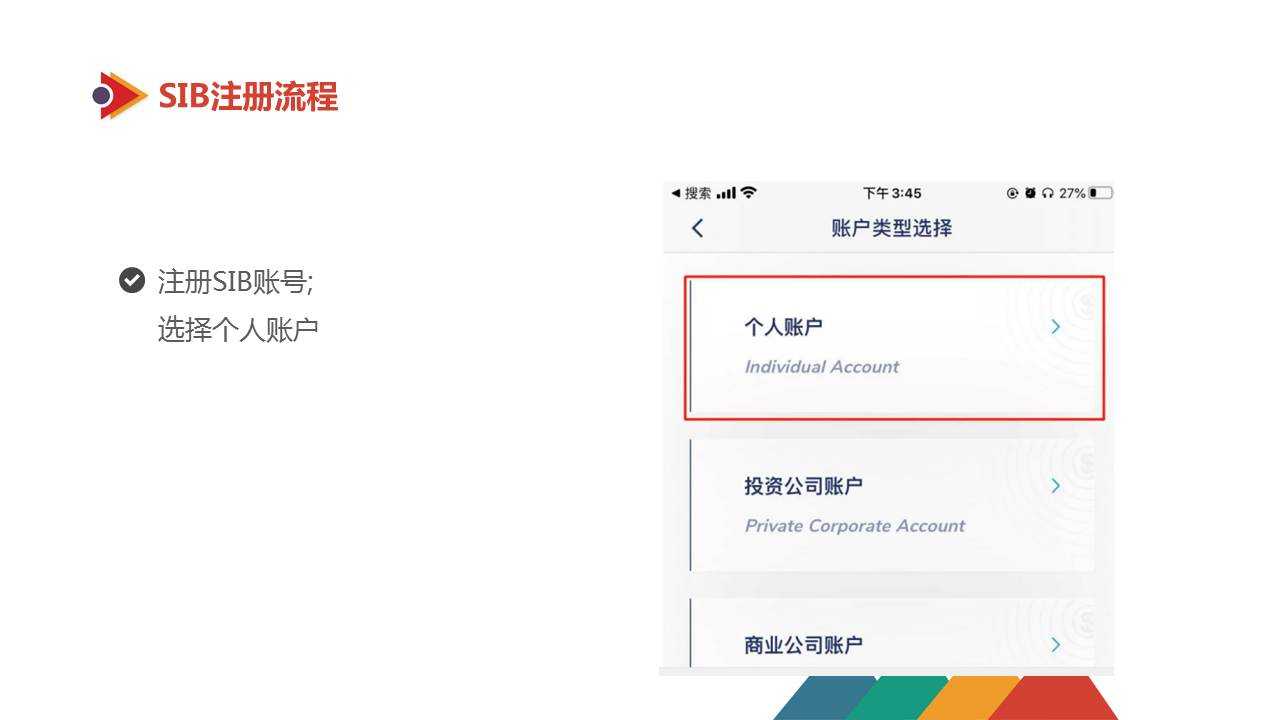 SIB注册流程
注册SIB账号;
选择个人账户
搜索 下午3:45 27%
账户类型选择
个人账户
Individual Account
投资公司账户
Private Corporate Account
商业公司账户